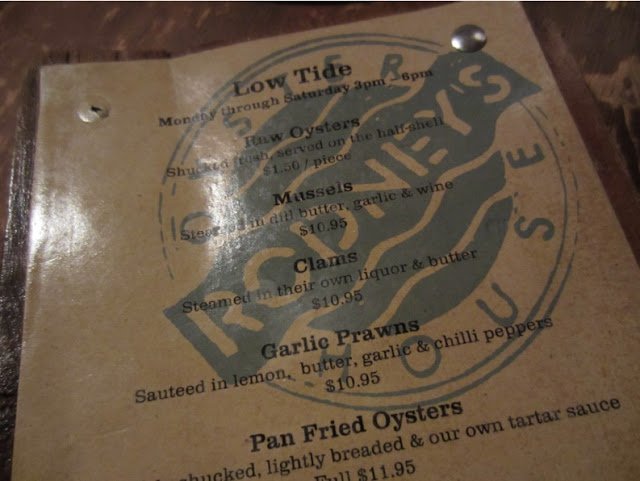 OYSTER
RODNEY'S
HOUSE
Low Tide
Monday through Saturday 3pm - 6pm
Raw Oysters
Shucked fresh, served on the half-shell
$1.50 / piece
Mussels
Steamed in dill butter, garlic & wine
$10.95
Clams
Steamed in their own liquor & butter
$10.95
Garlic Prawns
Sauteed in lemon, butter, garlic & chilli peppers
$10.95
Pan Fried Oysters
shucked, lightly breaded & our own tartar sauce
Full $11.95